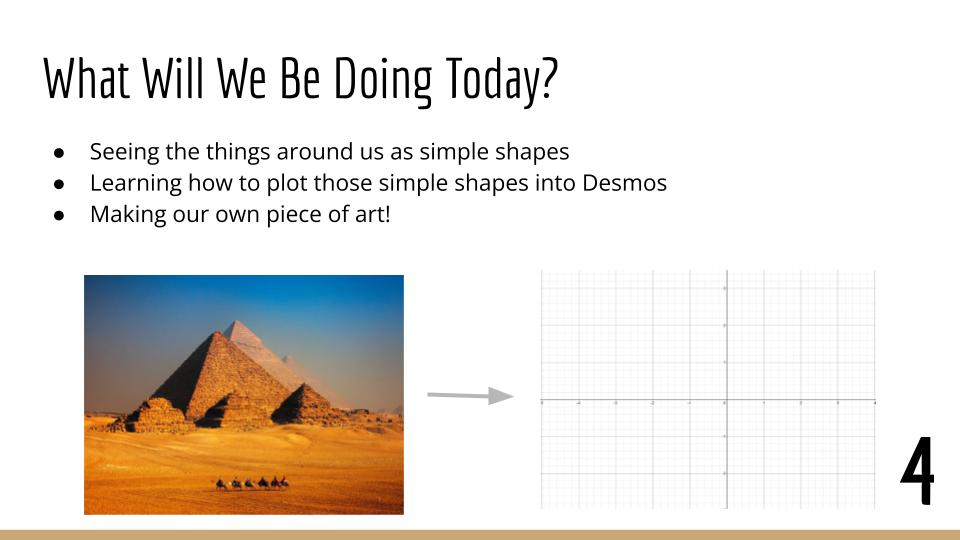 What Will We Be Doing Today?
● Seeing the things around us as simple shapes
● Learning how to plot those simple shapes into Desmos
● Making our own piece of art!
4